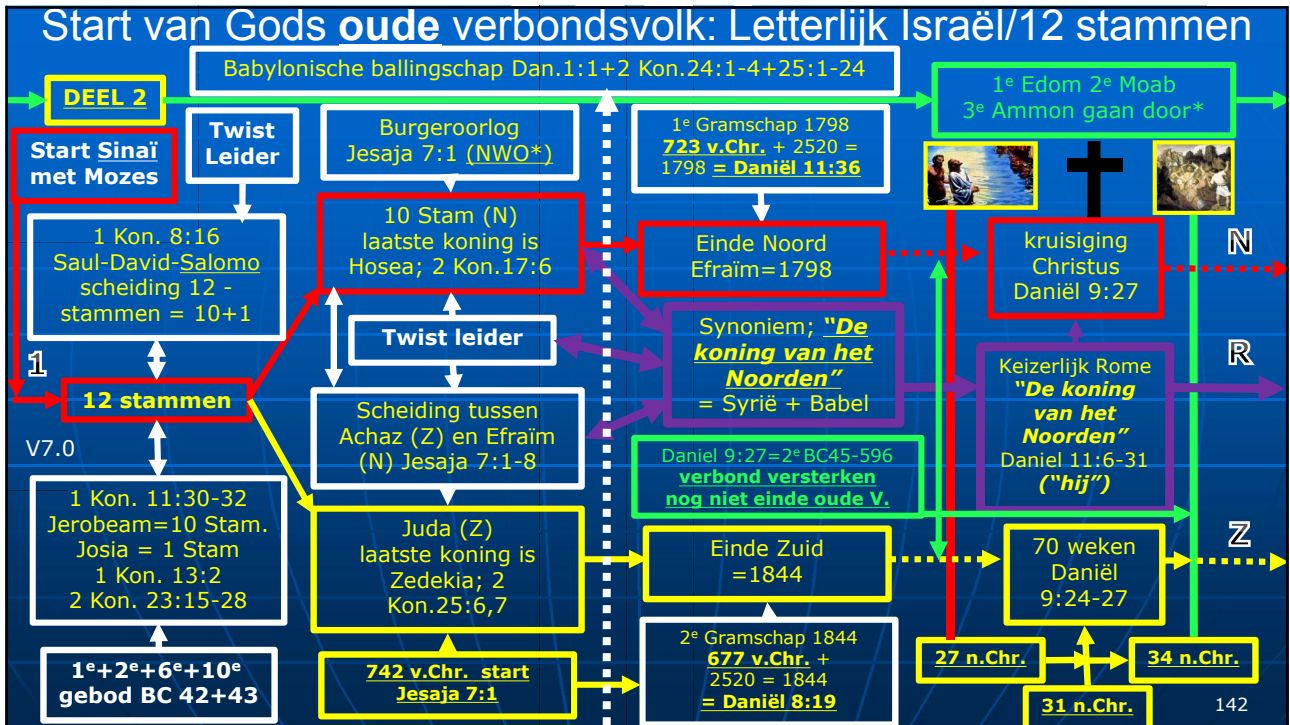 Start van Gods oude verbondsvolk: Letterlijk Israël/12 stammen
Babylonische ballingschap Dan.1:1+2 Kon.24:1-4+25:1-24
DEEL 2
1e Edom 2e Moab
3e Ammon gaan door*
Start Sinaï
met Mozes
Twist
Leider
Burgeroorlog
Jesaja 7:1 (NWO*)
1e Gramschap 1798
723 v.Chr. + 2520 =
1798 = Daniël 11:36
1 Kon. 8:16
Saul-David-Salomo
scheiding 12 -
stammen = 10+1
10 Stam (N)
laatste koning is
Hosea; 2 Kon.17:6
Einde Noord
Efraïm=1798
kruisiging
Christus
Daniël 9:27
N
Twist leider
Synoniem; "De
koning van het
Noorden"
= Syrië + Babel
Keizerlijk Rome
"De koning
van het
Noorden"
Daniel 11:6-31
("hij")
R
1
12 stammen
V7.0
Scheiding tussen
Achaz (Z) en Efraïm
(N) Jesaja 7:1-8
Daniel 9:27=2e BC45-596
verbond versterken
nog niet einde oude V.
1 Kon. 11:30-32
Jerobeam=10 Stam.
Josia = 1 Stam
1 Kon. 13:2
2 Kon. 23:15-28
Juda (Z)
laatste koning is
Zedekia; 2
Kon.25:6,7
Einde Zuid
=1844
70 weken
Daniël
9:24-27
Z
1e+2e+6e+10e
gebod BC 42+43
742 v.Chr. start
Jesaja 7:1
2e Gramschap 1844
677 v.Chr. +
2520 = 1844
= Daniël 8:19
27 n.Chr.
34 n.Chr.
31 n.Chr.
142